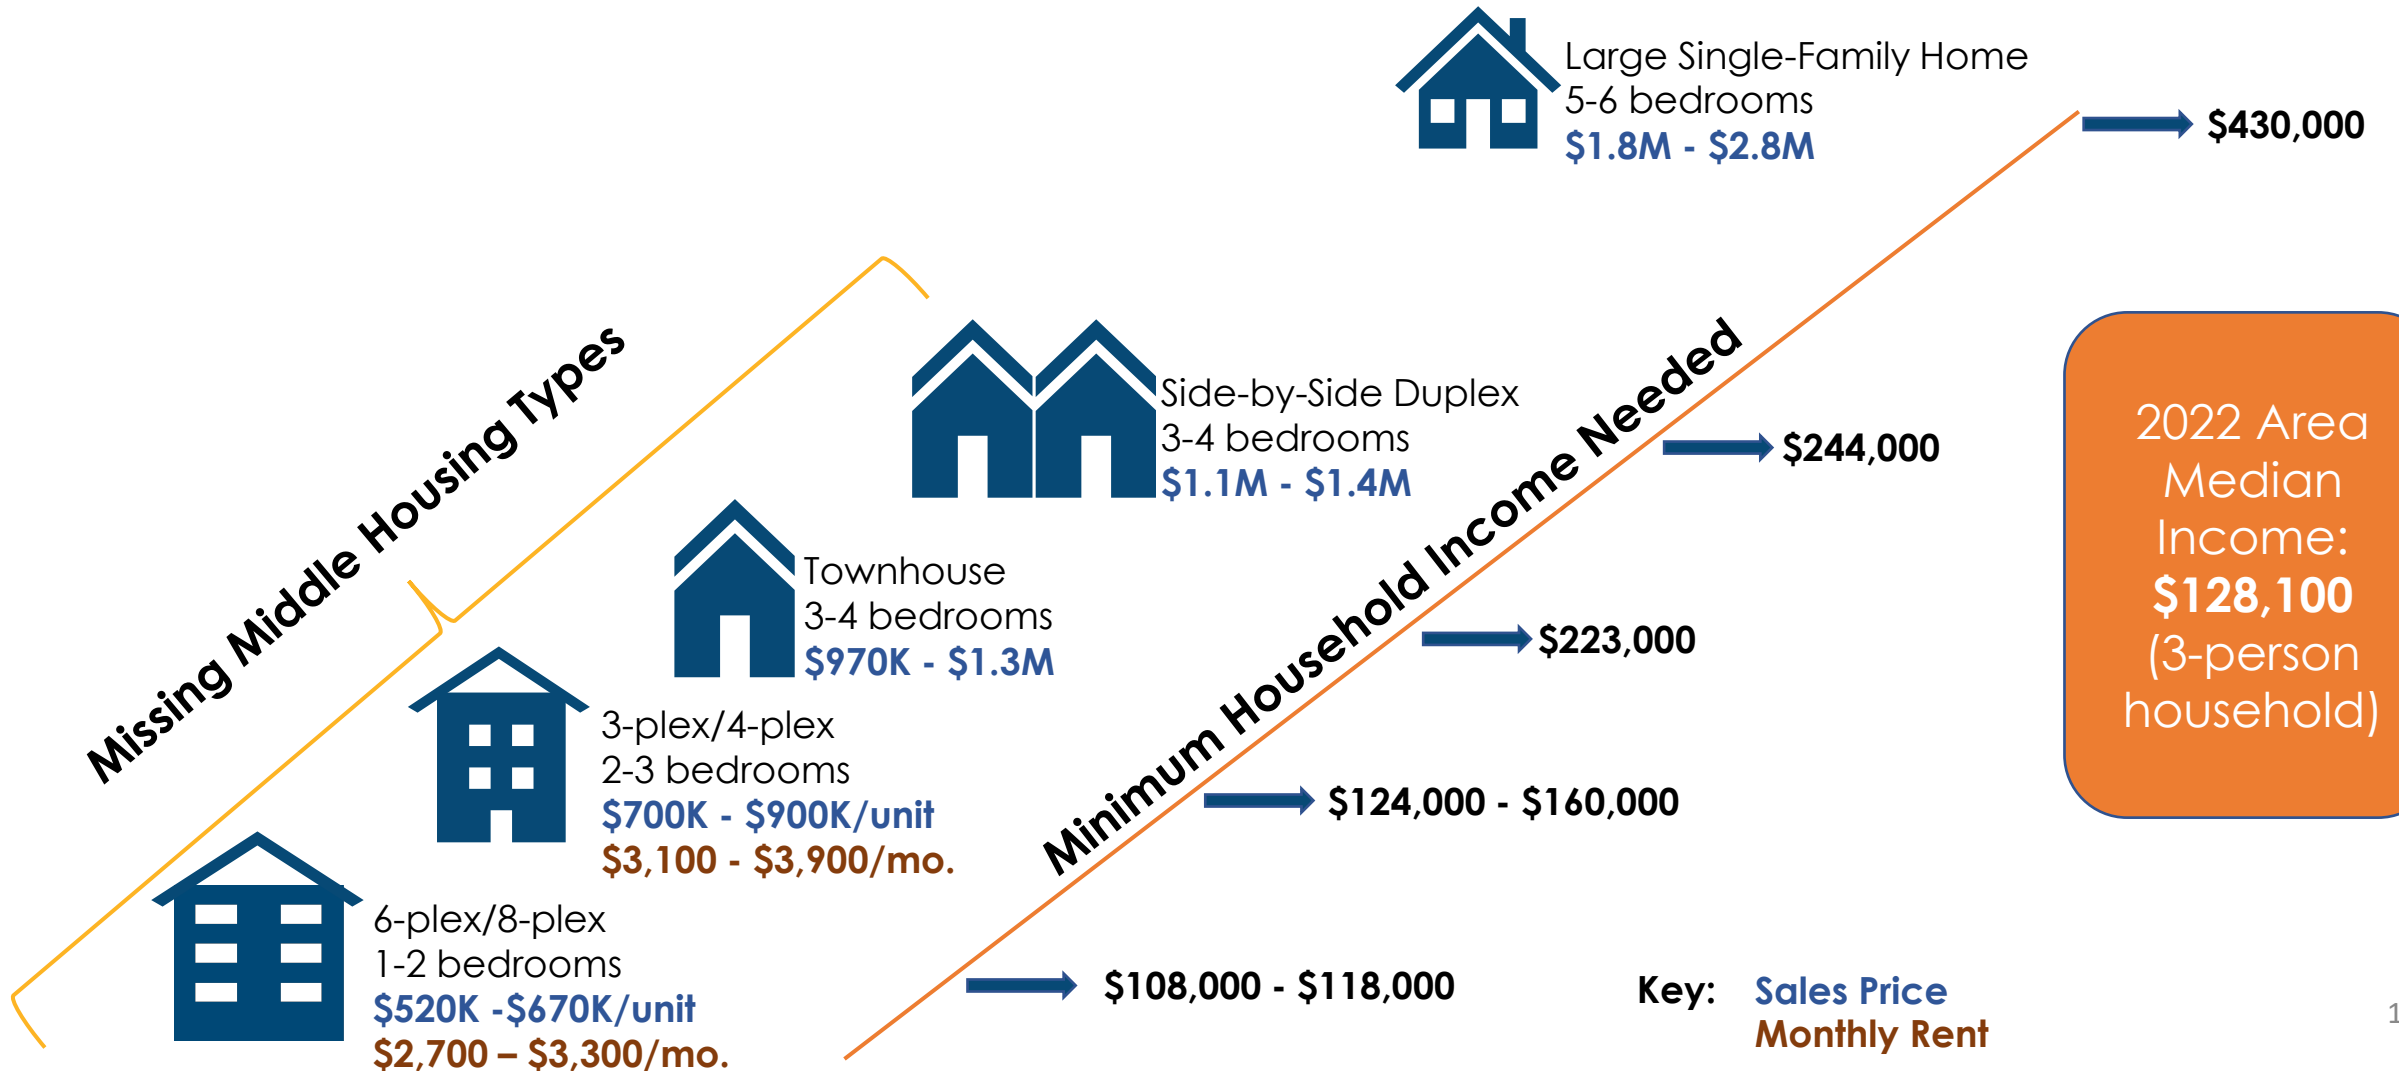 Large Single-Family Home
5-6 bedrooms
$1.8M - $2.8M
$430,000
Missing Middle Housing Types
Side-by-Side Duplex
3-4 bedrooms
$1.1M - $1.4M
Minimum Household Income Needed
$244,000
2022 Area
Median
Income:
$128,100
(3-person
household)
Townhouse
3-4 bedrooms
$970K - $1.3M
$223,000
3-plex/4-plex
2-3 bedrooms
$700K - $900K/unit
$3,100 - $3,900/mo.
$124,000 - $160,000
6-plex/8-plex
1-2 bedrooms
$520K -$670K/unit
$2,700 – $3,300/mo.
$108,000 - $118,000
Key: Sales Price
Monthly Rent
1